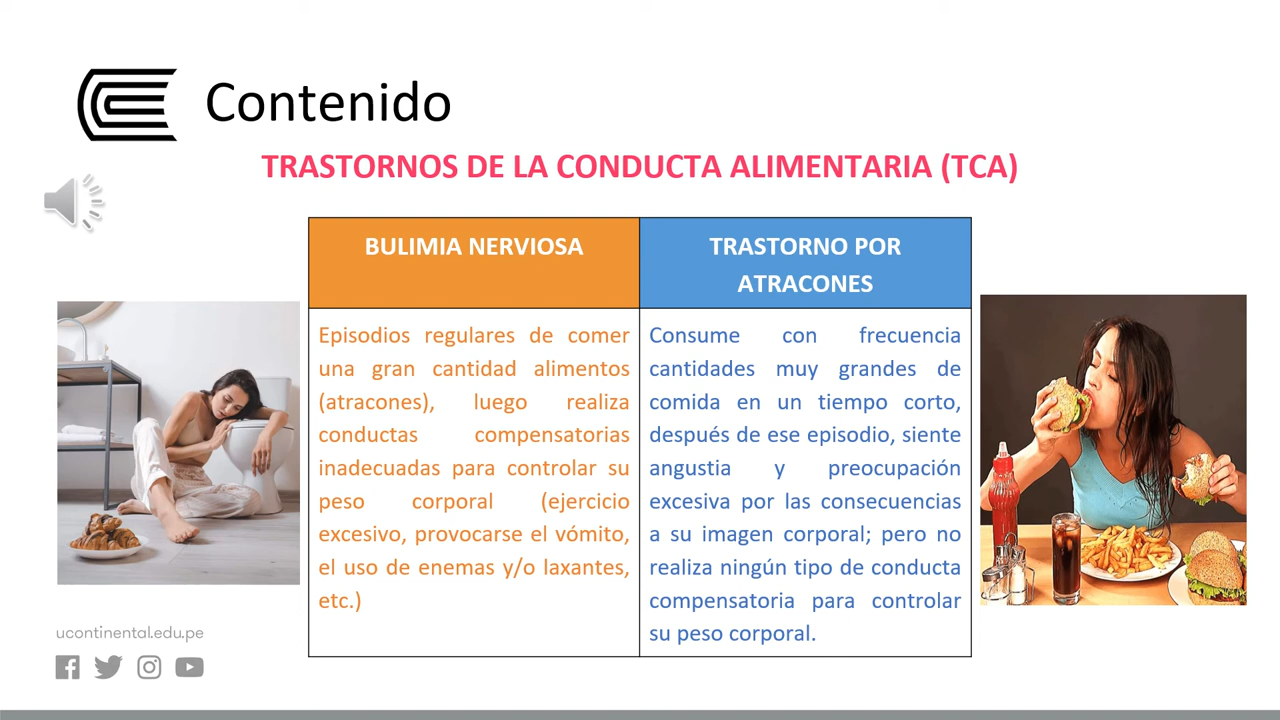 Contenido
TRASTORNOS DE LA CONDUCTA ALIMENTARIA (TCA)
BULIMIA NERVIOSA
TRASTORNO POR
ATRACONES
Episodios regulares de comer
una gran cantidad alimentos
(atracones), luego realiza
conductas compensatorias
inadecuadas para controlar su
peso corporal (ejercicio
excesivo, provocarse el vómito,
el uso de enemas y/o laxantes,
etc.)
Consume con frecuencia
cantidades muy grandes de
comida en un tiempo corto,
después de ese episodio, siente
angustia y preocupación
excesiva por las consecuencias
a su imagen corporal; pero no
realiza ningún tipo de conducta
compensatoria para controlar
su peso corporal.
ucontinental.edu.pe